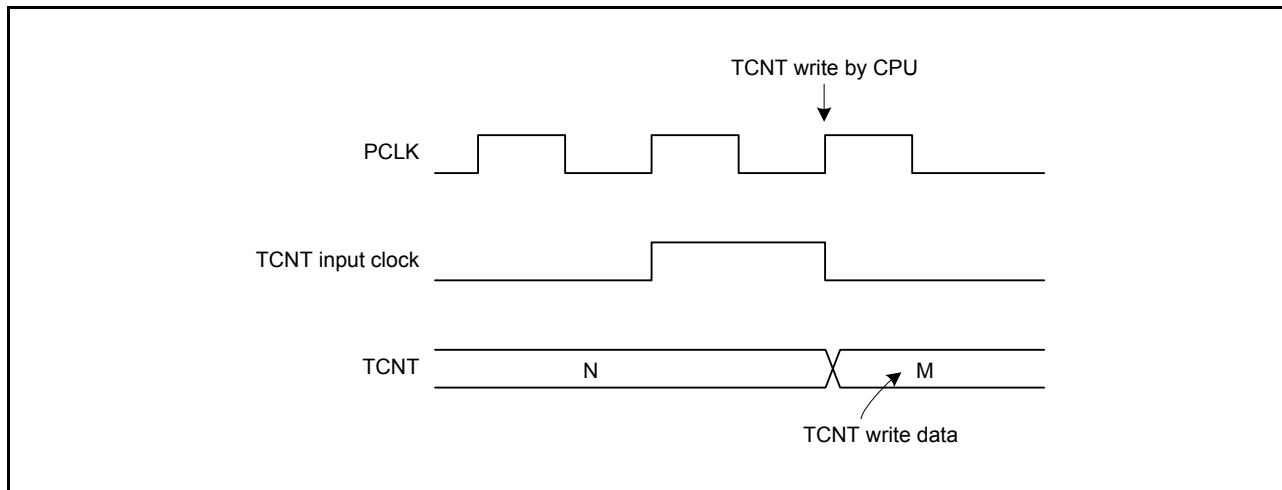 TCNT write by CPU
PCLK
TCNT input clock
TCNT
N
M
TCNT write data